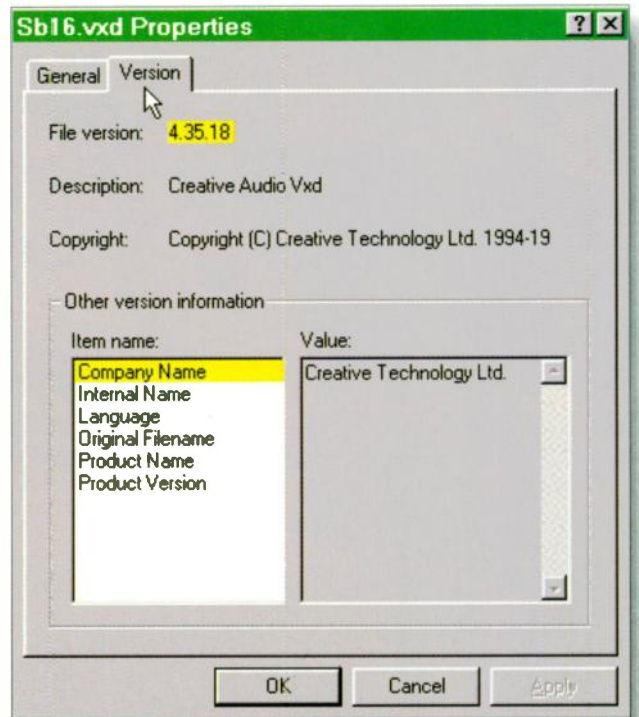 Sb16.vxd Properties
? ×
General Version
File version: 4.35.18
Description: Creative Audio Vxd
Copyright: Copyright (C) Creative Technology Ltd. 1994-19
Other version information
Item name: Value:
Company Name Creative Technology Ltd.
Internal Name
Language
Original Filename
Product Name
Product Version
OK Cancel Apply